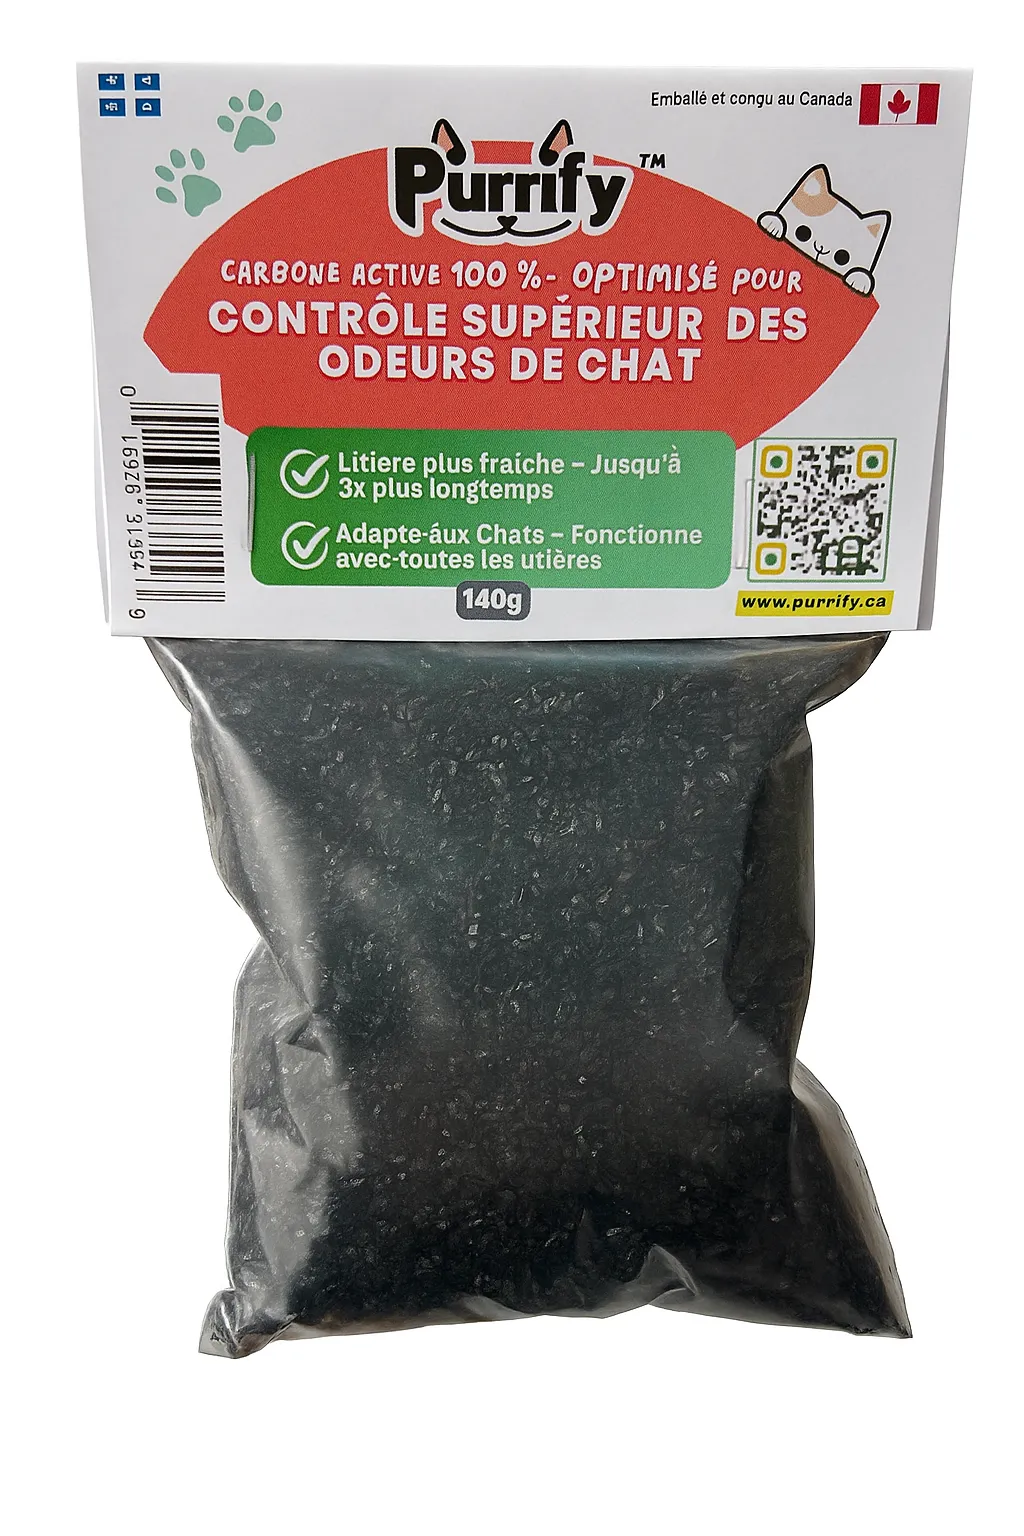 Emballé et congu au Canada
Purrify™
CARBONE ACTIVE 100 %- OPTIMISÉ POUR
CONTRÔLE SUPÉRIEUR DES
ODEURS DE CHAT
Litiere plus fraíche – Jusqu'à
3x plus longtemps
Adapte-áux Chats – Fonctionne
avec-toutes les utières
140g
www.purrify.ca